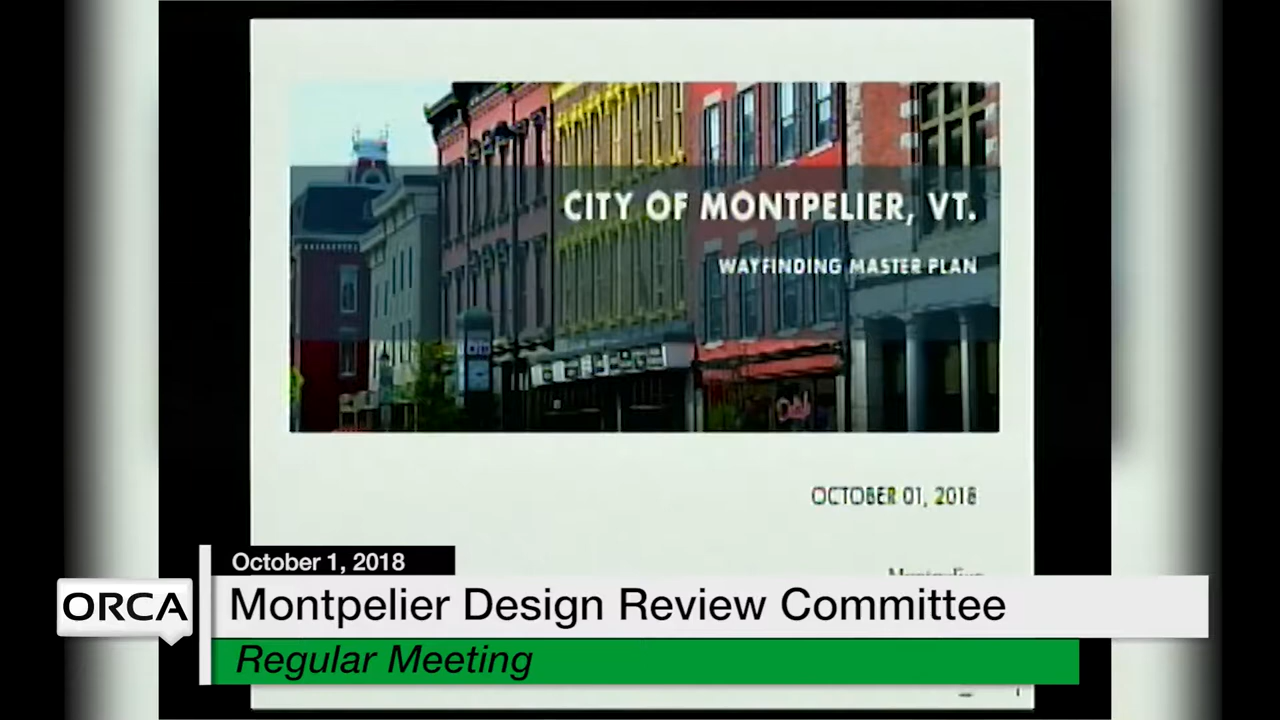 CITY OF MONTPELIER, VT.
WAYFINDING MASTER PLAN
OCTOBER 01, 2018
October 1, 2018
ORCA
Montpelier Design Review Committee
Regular Meeting